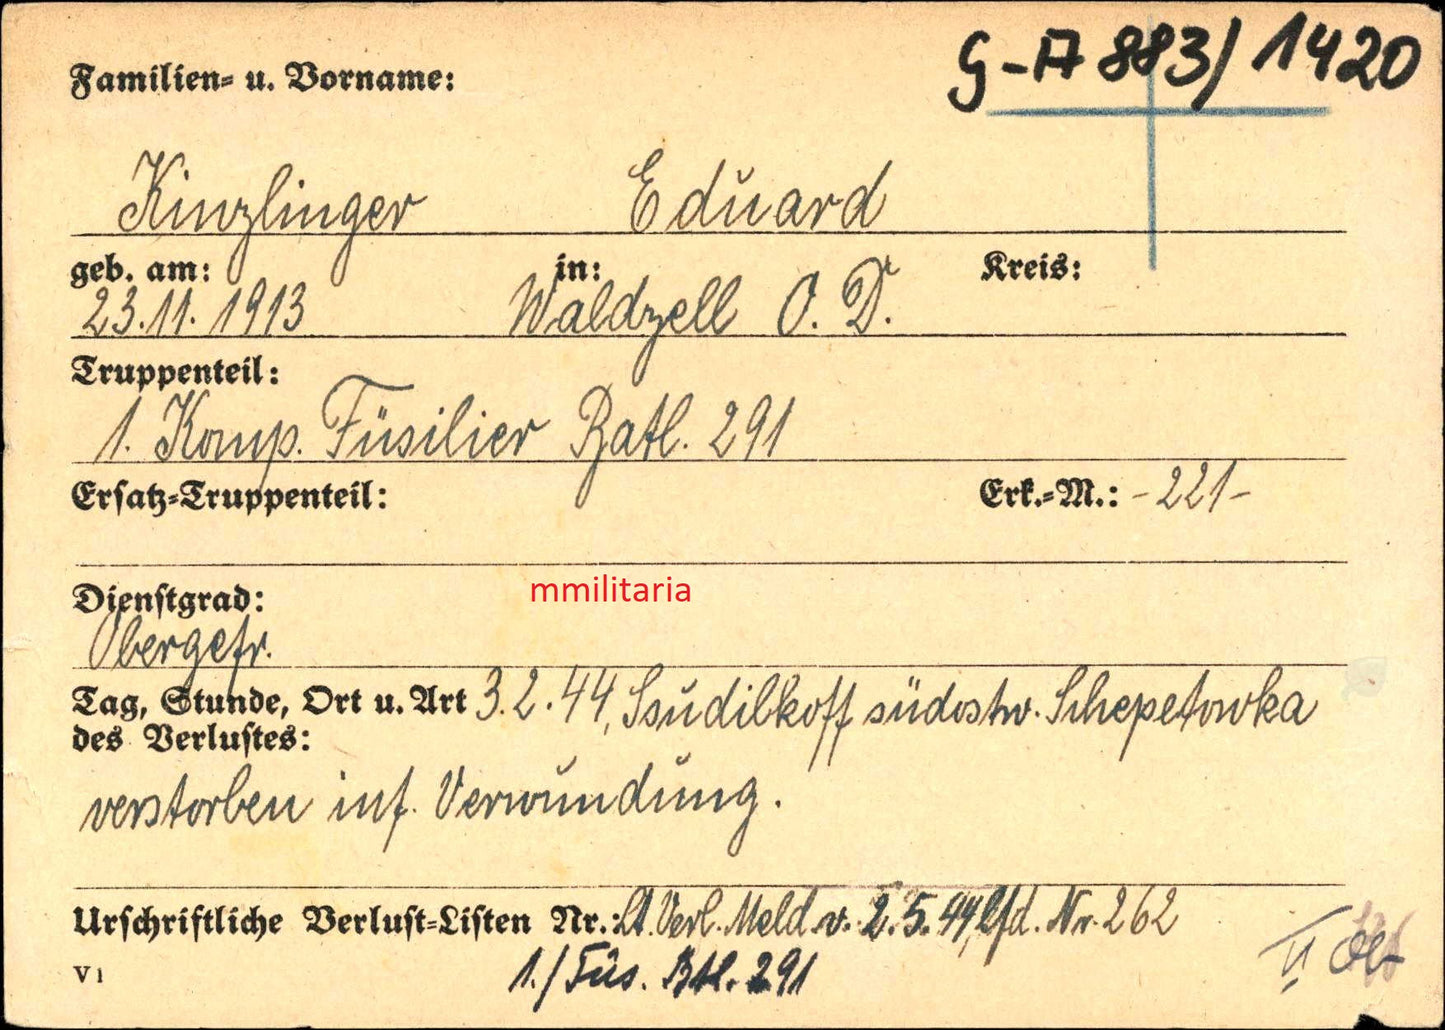 G-A 883/1420
Familien- u. Vorname:
Kinzlinger Eduard
geb. am: in: Kreis:
23.11.1913 Waldzell O. D.
Truppenteil:
1. Komp. Füsilier Batl. 291
Ersatz-Truppenteil: Erk.-M.: -221-
Dienstgrad:
mmilitaria
Obergefr.
Tag, Stunde, Ort u. Art 3.2.44, Ssudilkoff südostw. Schepetowka
des Verlustes:
verstorben inf. Verwundung.
Urschriftliche Verlust-Listen Nr.: Lt. Verl. Meld. v. 2.5.44, lfd. Nr. 262
V 1 1./Füs. Btl. 291
II